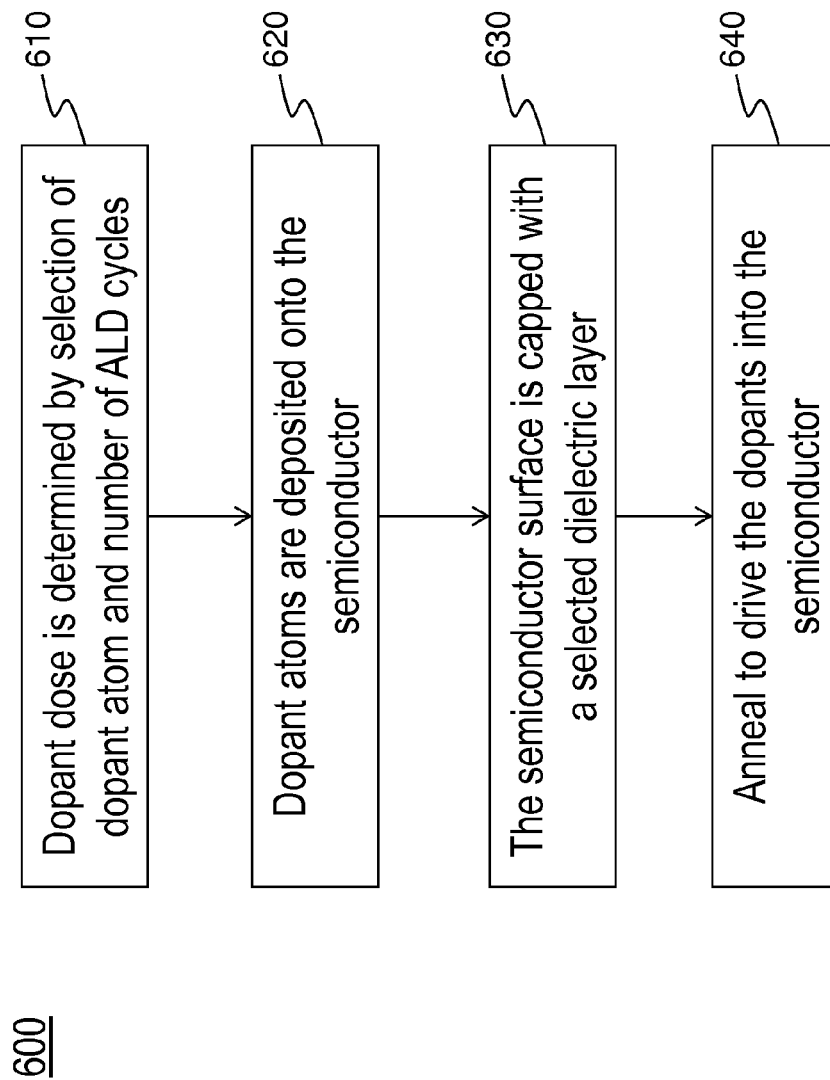 600
Dopant dose is determined by selection of
dopant atom and number of ALD cycles
610
Dopant atoms are deposited onto the
semiconductor
620
The semiconductor surface is capped with
a selected dielectric layer
630
Anneal to drive the dopants into the
semiconductor
640